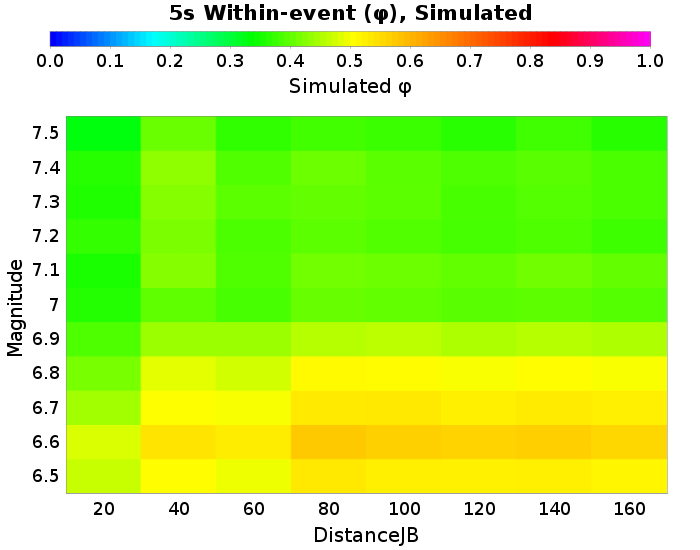 5s Within-event (φ), Simulated
0.0 0.1 0.2 0.3 0.4 0.5 0.6 0.7 0.8 0.9 1.0
Simulated φ
7.5
7.4
7.3
7.2
7.1
7
6.9
6.8
6.7
6.6
6.5
Magnitude
20 40 60 80 100 120 140 160
DistanceJB